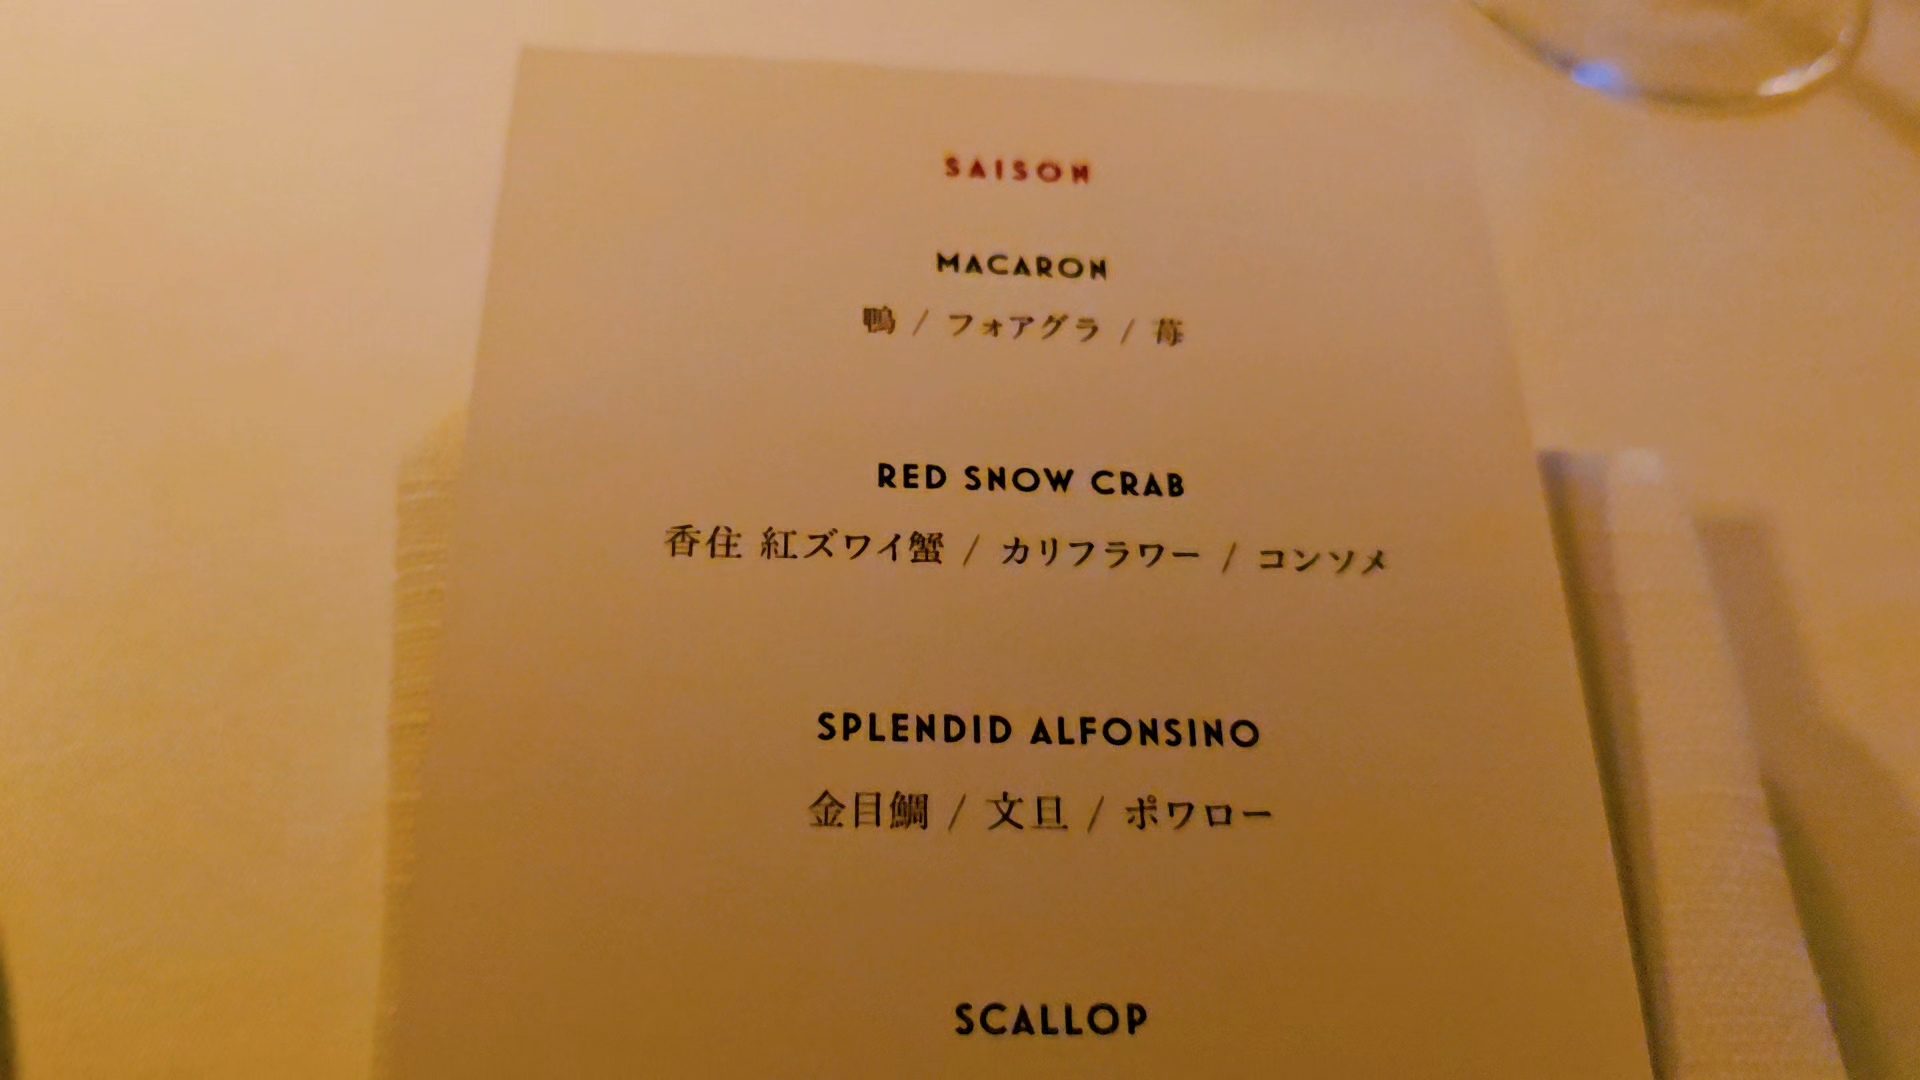 SAISON
MACARON
鴨 / フォアグラ / 苺
RED SNOW CRAB
香住 紅ズワイ蟹 / カリフラワー / コンソメ
SPLENDID ALFONSINO
金目鯛 / 文旦 / ポワロー
SCALLOP